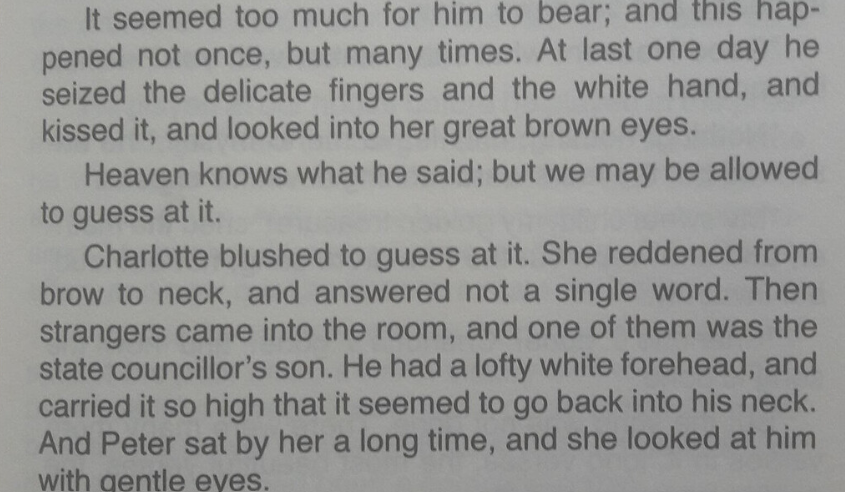 It seemed too much for him to bear; and this hap-
pened not once, but many times. At last one day he
seized the delicate fingers and the white hand, and
kissed it, and looked into her great brown eyes.
Heaven knows what he said; but we may be allowed
to guess at it.
Charlotte blushed to guess at it. She reddened from
brow to neck, and answered not a single word. Then
strangers came into the room, and one of them was the
state councillor's son. He had a lofty white forehead, and
carried it so high that it seemed to go back into his neck.
And Peter sat by her a long time, and she looked at him
with gentle eyes.